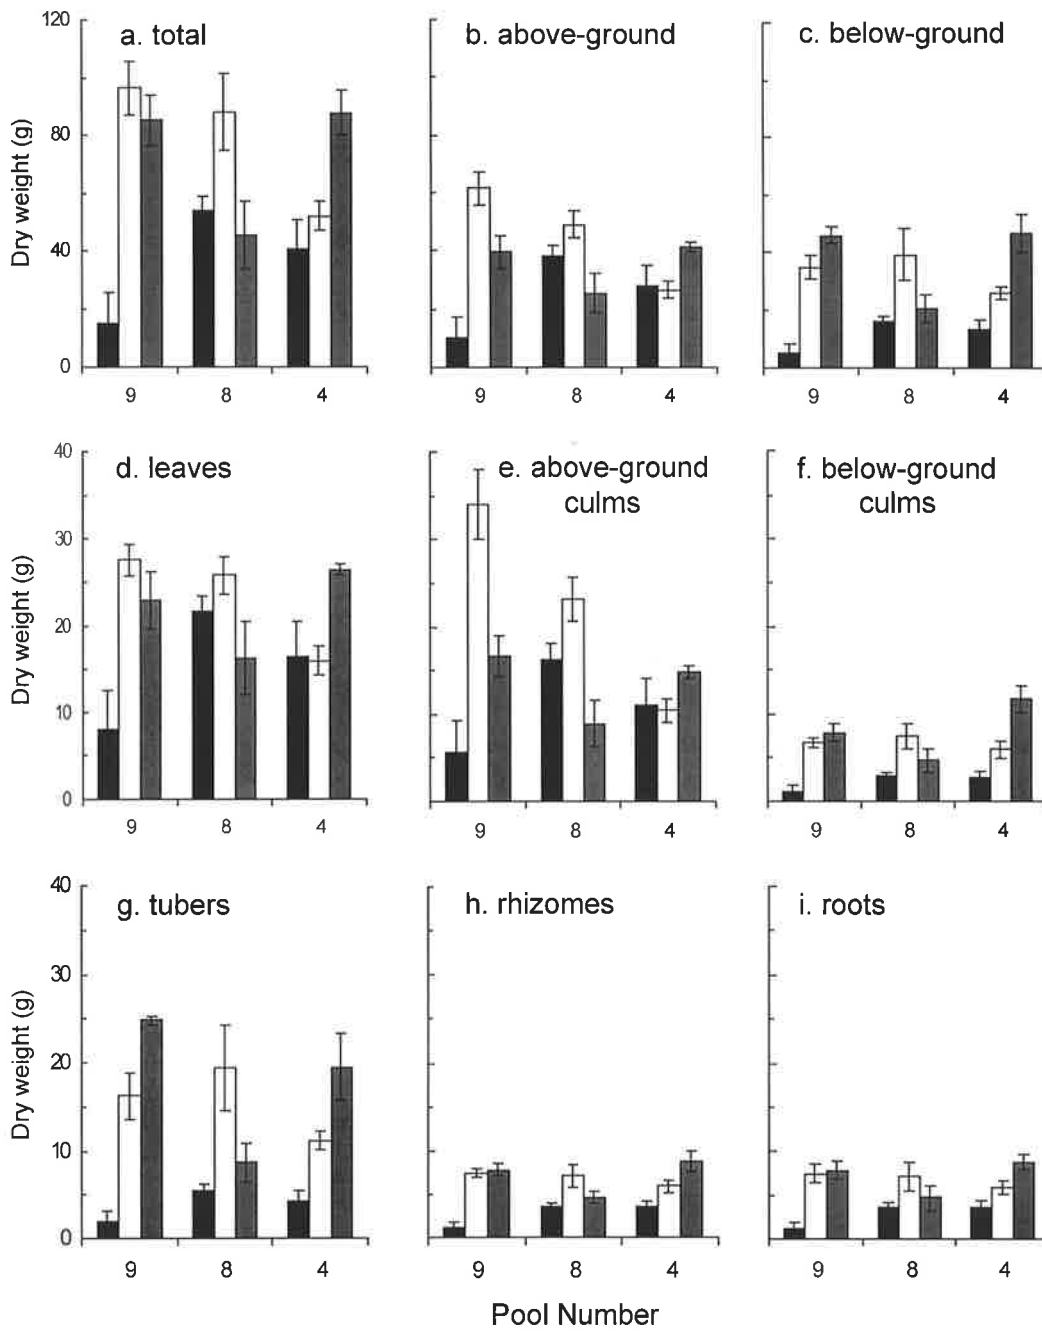 120
80
40
0
Dry weight (g)
a. total
9 8 4
b. above-ground
9 8 4
c. below-ground
9 8 4
40
30
20
10
0
Dry weight (g)
d. leaves
9 8 4
e. above-ground
culms
9 8 4
f. below-ground
culms
9 8 4
40
30
20
10
0
Dry weight (g)
g. tubers
9 8 4
h. rhizomes
9 8 4
i. roots
9 8 4
Pool Number